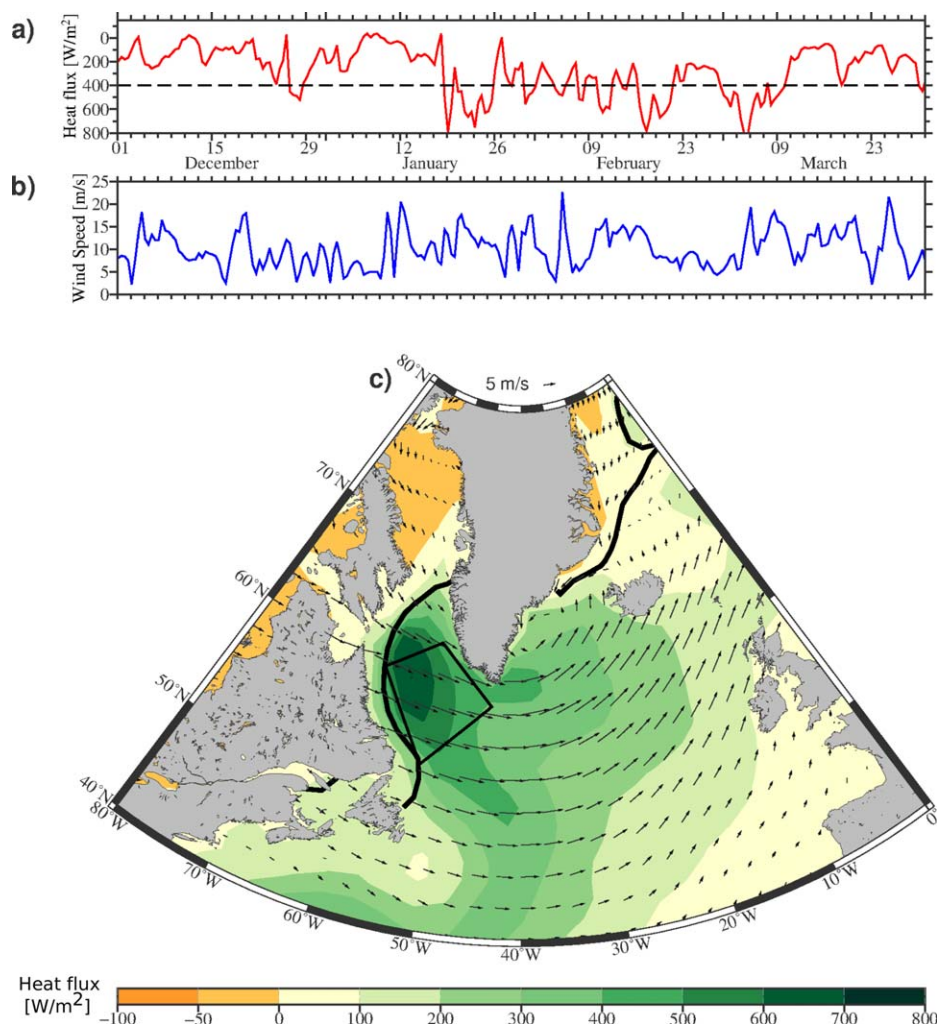 a)
Heat flux [W/m²]
0
200
400
600
800
01 15 29 12 26 09 23 09 23
December January February March
b)
Wind Speed [m/s]
25
20
15
10
5
0
c)
5 m/s
80°N
70°N
60°N
50°N
40°N
80°W
70°W
60°W
50°W
40°W
30°W
20°W
10°W
0°
Heat flux
[W/m²]
−100 −50 0 100 200 300 400 500 600 700 800